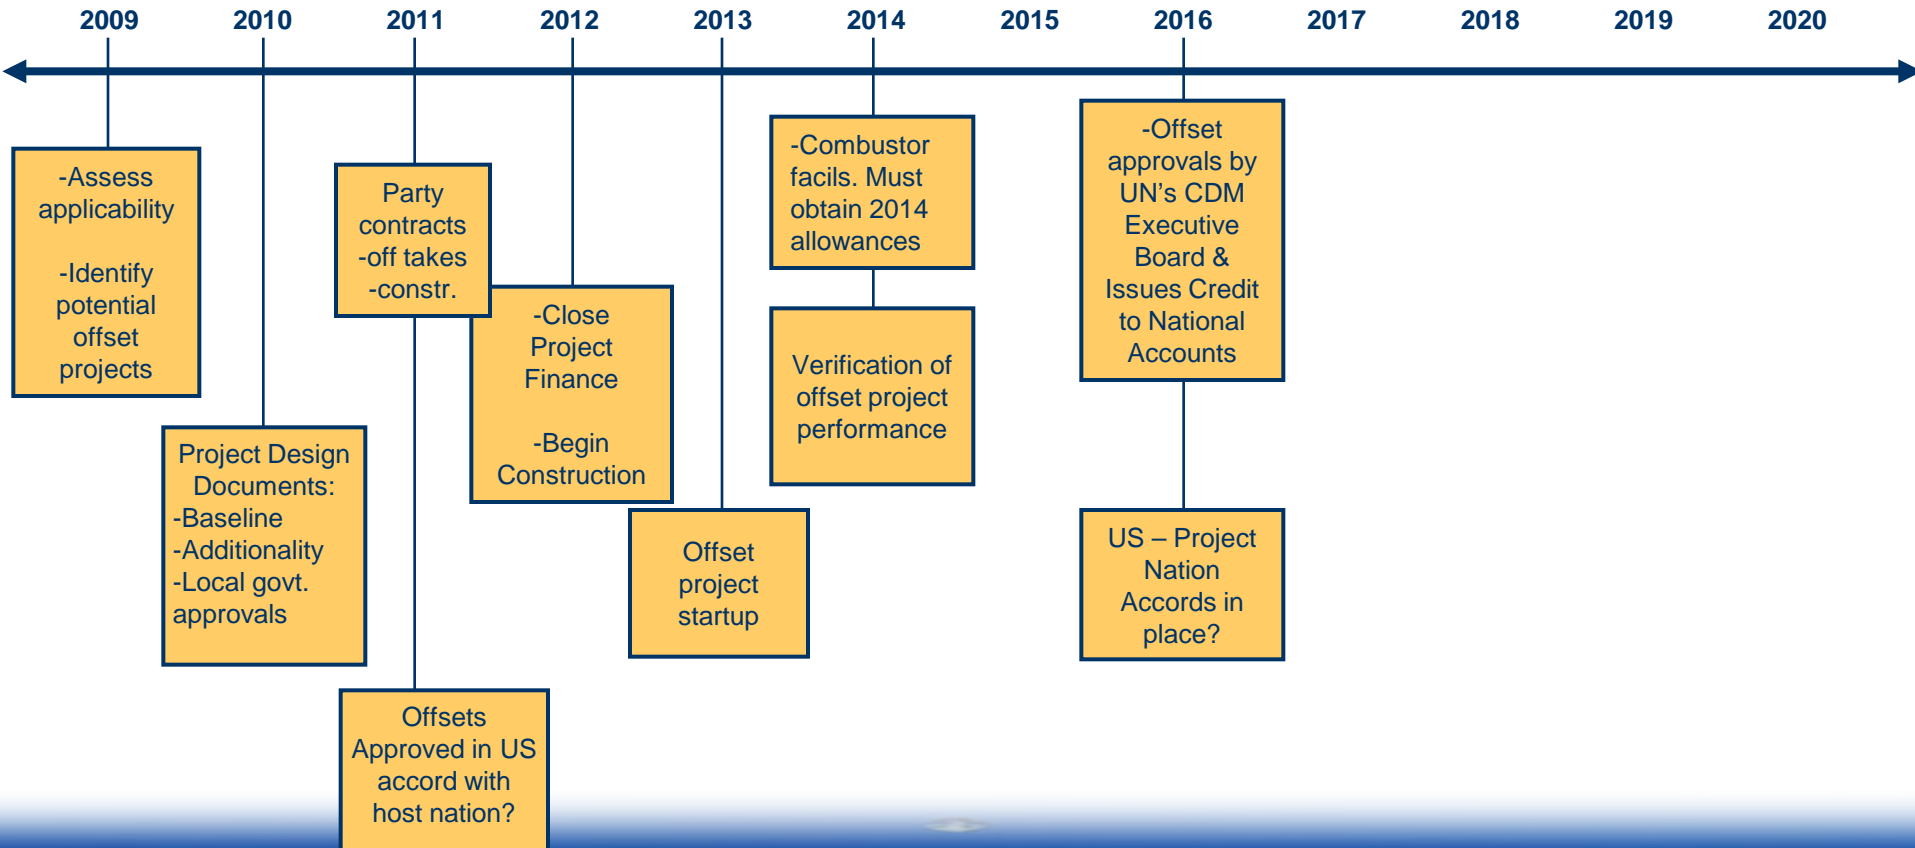 2009 2010 2011 2012 2013 2014 2015 2016 2017 2018 2019 2020
-Assess
applicability
-Identify
potential
offset
projects
Project Design
Documents:
-Baseline
-Additionality
-Local govt.
approvals
Party
contracts
-off takes
-constr.
Offsets
Approved in US
accord with
host nation?
-Close
Project
Finance
-Begin
Construction
Offset
project
startup
-Combustor
facils. Must
obtain 2014
allowances
Verification of
offset project
performance
-Offset
approvals by
UN’s CDM
Executive
Board &
Issues Credit
to National
Accounts
US – Project
Nation
Accords in
place?